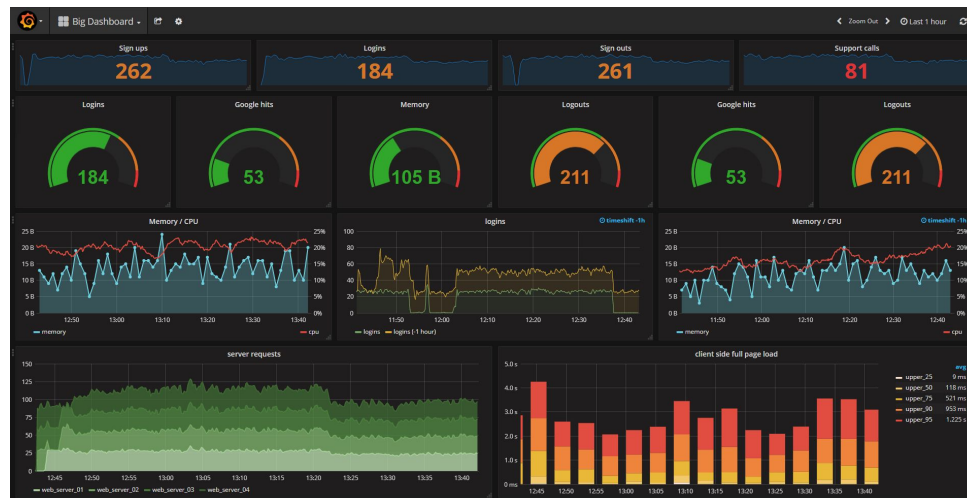 Big Dashboard
Zoom Out
Last 1 hour
Sign ups
262
Logins
184
Sign outs
261
Support calls
81
Logins
184
Google hits
53
Memory
105 B
Logouts
211
Google hits
53
Logouts
211
Memory / CPU
25 B
20 B
15 B
10 B
5 B
0 B
25%
20%
15%
10%
5%
0%
12:50 13:00 13:10 13:20 13:30 13:40
memory cpu
logins
timeshift -1h
100
80
60
40
20
0
11:50 12:00 12:10 12:20 12:30 12:40
logins logins (-1 hour)
Memory / CPU
timeshift -1h
25 B
20 B
15 B
10 B
5 B
0 B
25%
20%
15%
10%
5%
0%
11:50 12:00 12:10 12:20 12:30 12:40
memory cpu
server requests
150
125
100
75
50
25
0
12:45 12:50 12:55 13:00 13:05 13:10 13:15 13:20 13:25 13:30 13:35 13:40
web_server_01 web_server_02 web_server_03 web_server_04
client side full page load
5.0 s
4.0 s
3.0 s
2.0 s
1.0 s
0 ms
12:45 12:50 12:55 13:00 13:05 13:10 13:15 13:20 13:25 13:30 13:35 13:40
avg
upper_25 9 ms
upper_50 118 ms
upper_75 521 ms
upper_90 953 ms
upper_95 1.225 s